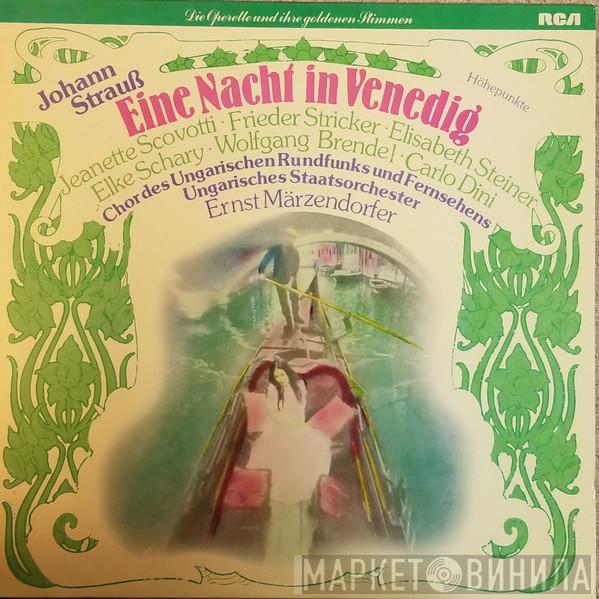 Die Operette und ihre goldenen Stimmen
RCA
Johann
Strauß
Höhepunkte
Eine Nacht in Venedig
Jeanette Scovotti · Frieder Stricker · Elisabeth Steiner
Elke Schary · Wolfgang Brendel · Carlo Dini
Chor des Ungarischen Rundfunks und Fernsehens
Ungarisches Staatsorchester
Ernst Märzendorfer
МАРКЕТ ВИНИЛА